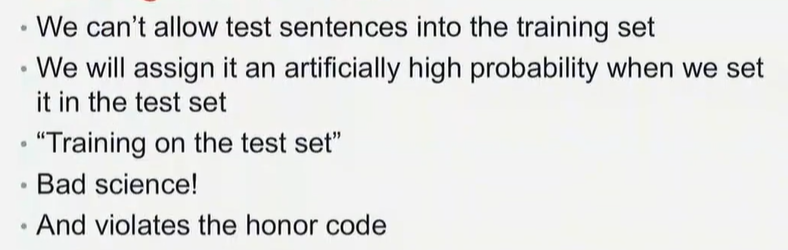 • We can’t allow test sentences into the training set
• We will assign it an artificially high probability when we set
it in the test set
• “Training on the test set”
• Bad science!
• And violates the honor code